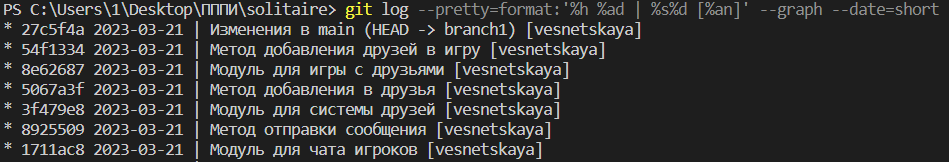 PS C:\Users\1\Desktop\ПППИ\solitaire> git log --pretty=format:'%h %ad | %s%d [%an]' --graph --date=short
* 27c5f4a 2023-03-21 | Изменения в main (HEAD -> branch1) [vesnetskaya]
* 54f1334 2023-03-21 | Метод добавления друзей в игру [vesnetskaya]
* 8e62687 2023-03-21 | Модуль для игры с друзьями [vesnetskaya]
* 5067a3f 2023-03-21 | Метод добавления в друзья [vesnetskaya]
* 3f479e8 2023-03-21 | Модуль для системы друзей [vesnetskaya]
* 8925509 2023-03-21 | Метод отправки сообщения [vesnetskaya]
* 1711ac8 2023-03-21 | Модуль для чата игроков [vesnetskaya]